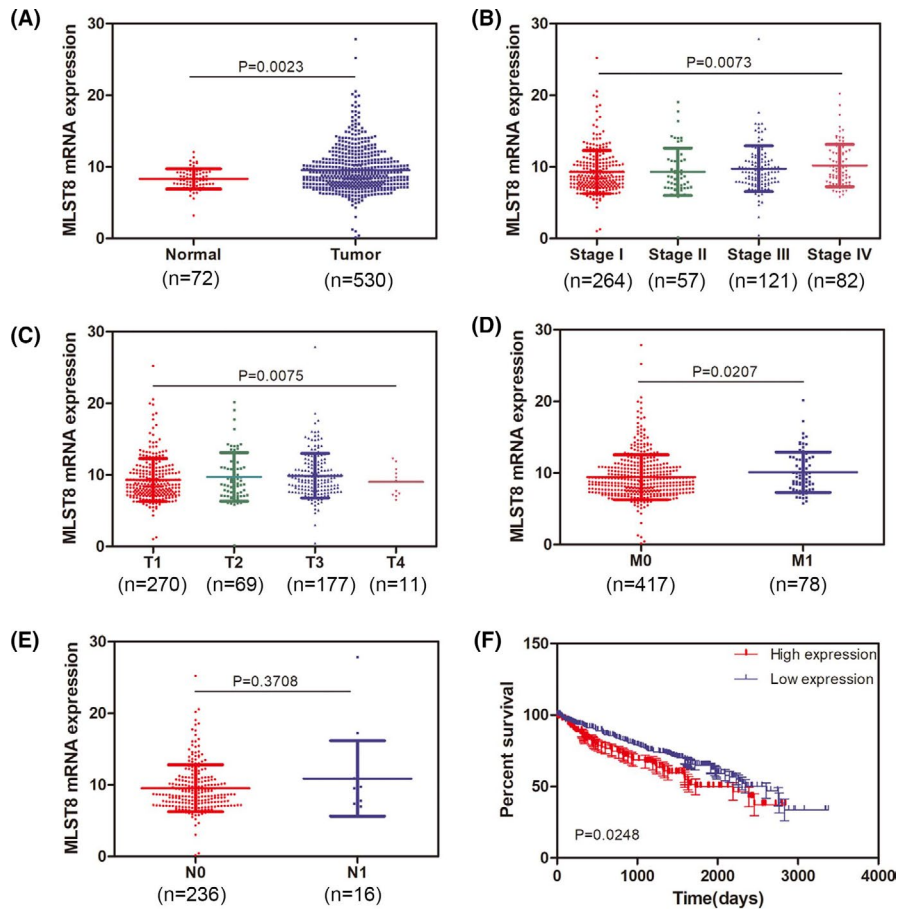 (A)
MLST8 mRNA expression
30
20
10
0
P=0.0023
Normal Tumor
(n=72) (n=530)
(B)
MLST8 mRNA expression
30
20
10
0
P=0.0073
Stage I Stage II Stage III Stage IV
(n=264) (n=57) (n=121) (n=82)
(C)
MLST8 mRNA expression
30
20
10
0
P=0.0075
T1 T2 T3 T4
(n=270) (n=69) (n=177) (n=11)
(D)
MLST8 mRNA expression
30
20
10
0
P=0.0207
M0 M1
(n=417) (n=78)
(E)
MLST8 mRNA expression
30
20
10
0
P=0.3708
N0 N1
(n=236) (n=16)
(F)
Percent survival
150
100
50
0
High expression
Low expression
P=0.0248
0 1000 2000 3000 4000
Time(days)